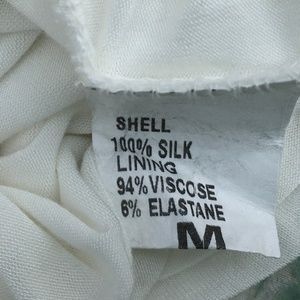 SHELL
100% SILK
LINING
94% VISCOSE
6% ELASTANE
M